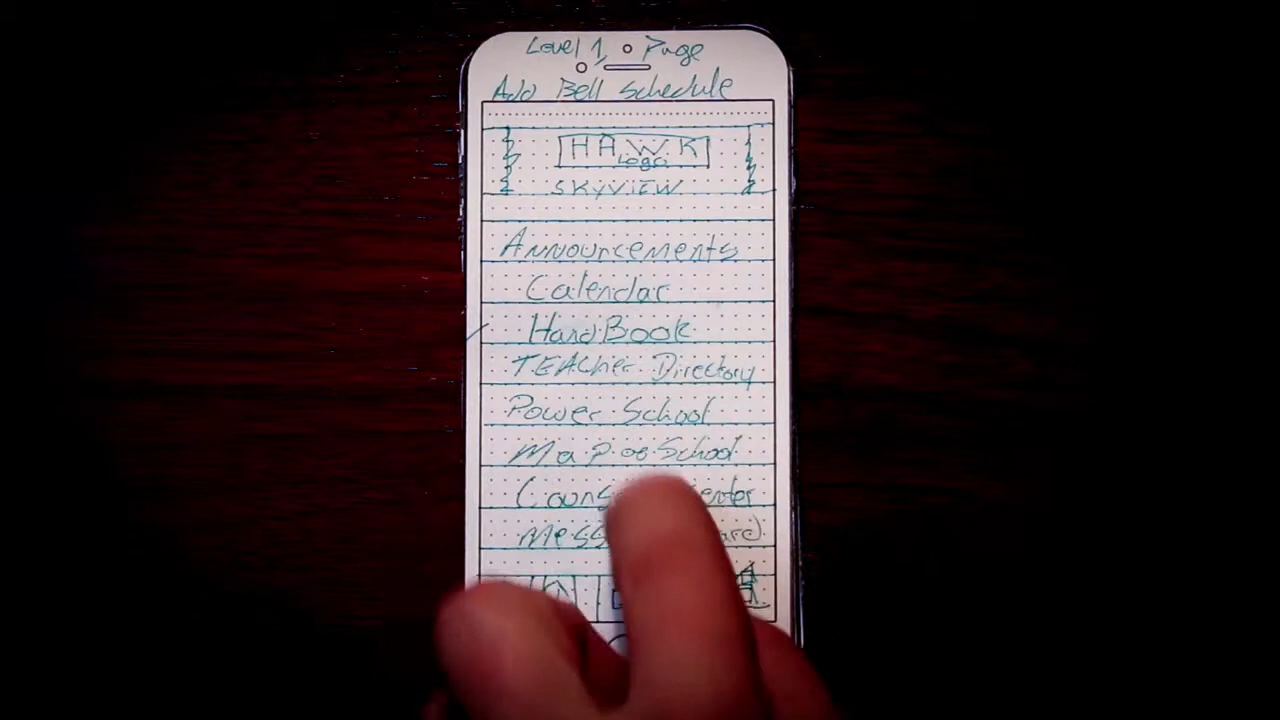 Level 1 Page
Add Bell Schedule
HAWK
Logo
SKYVIEW
Announcements
Calendar
HandBook
TEAcher Directory
Power School
Map of School